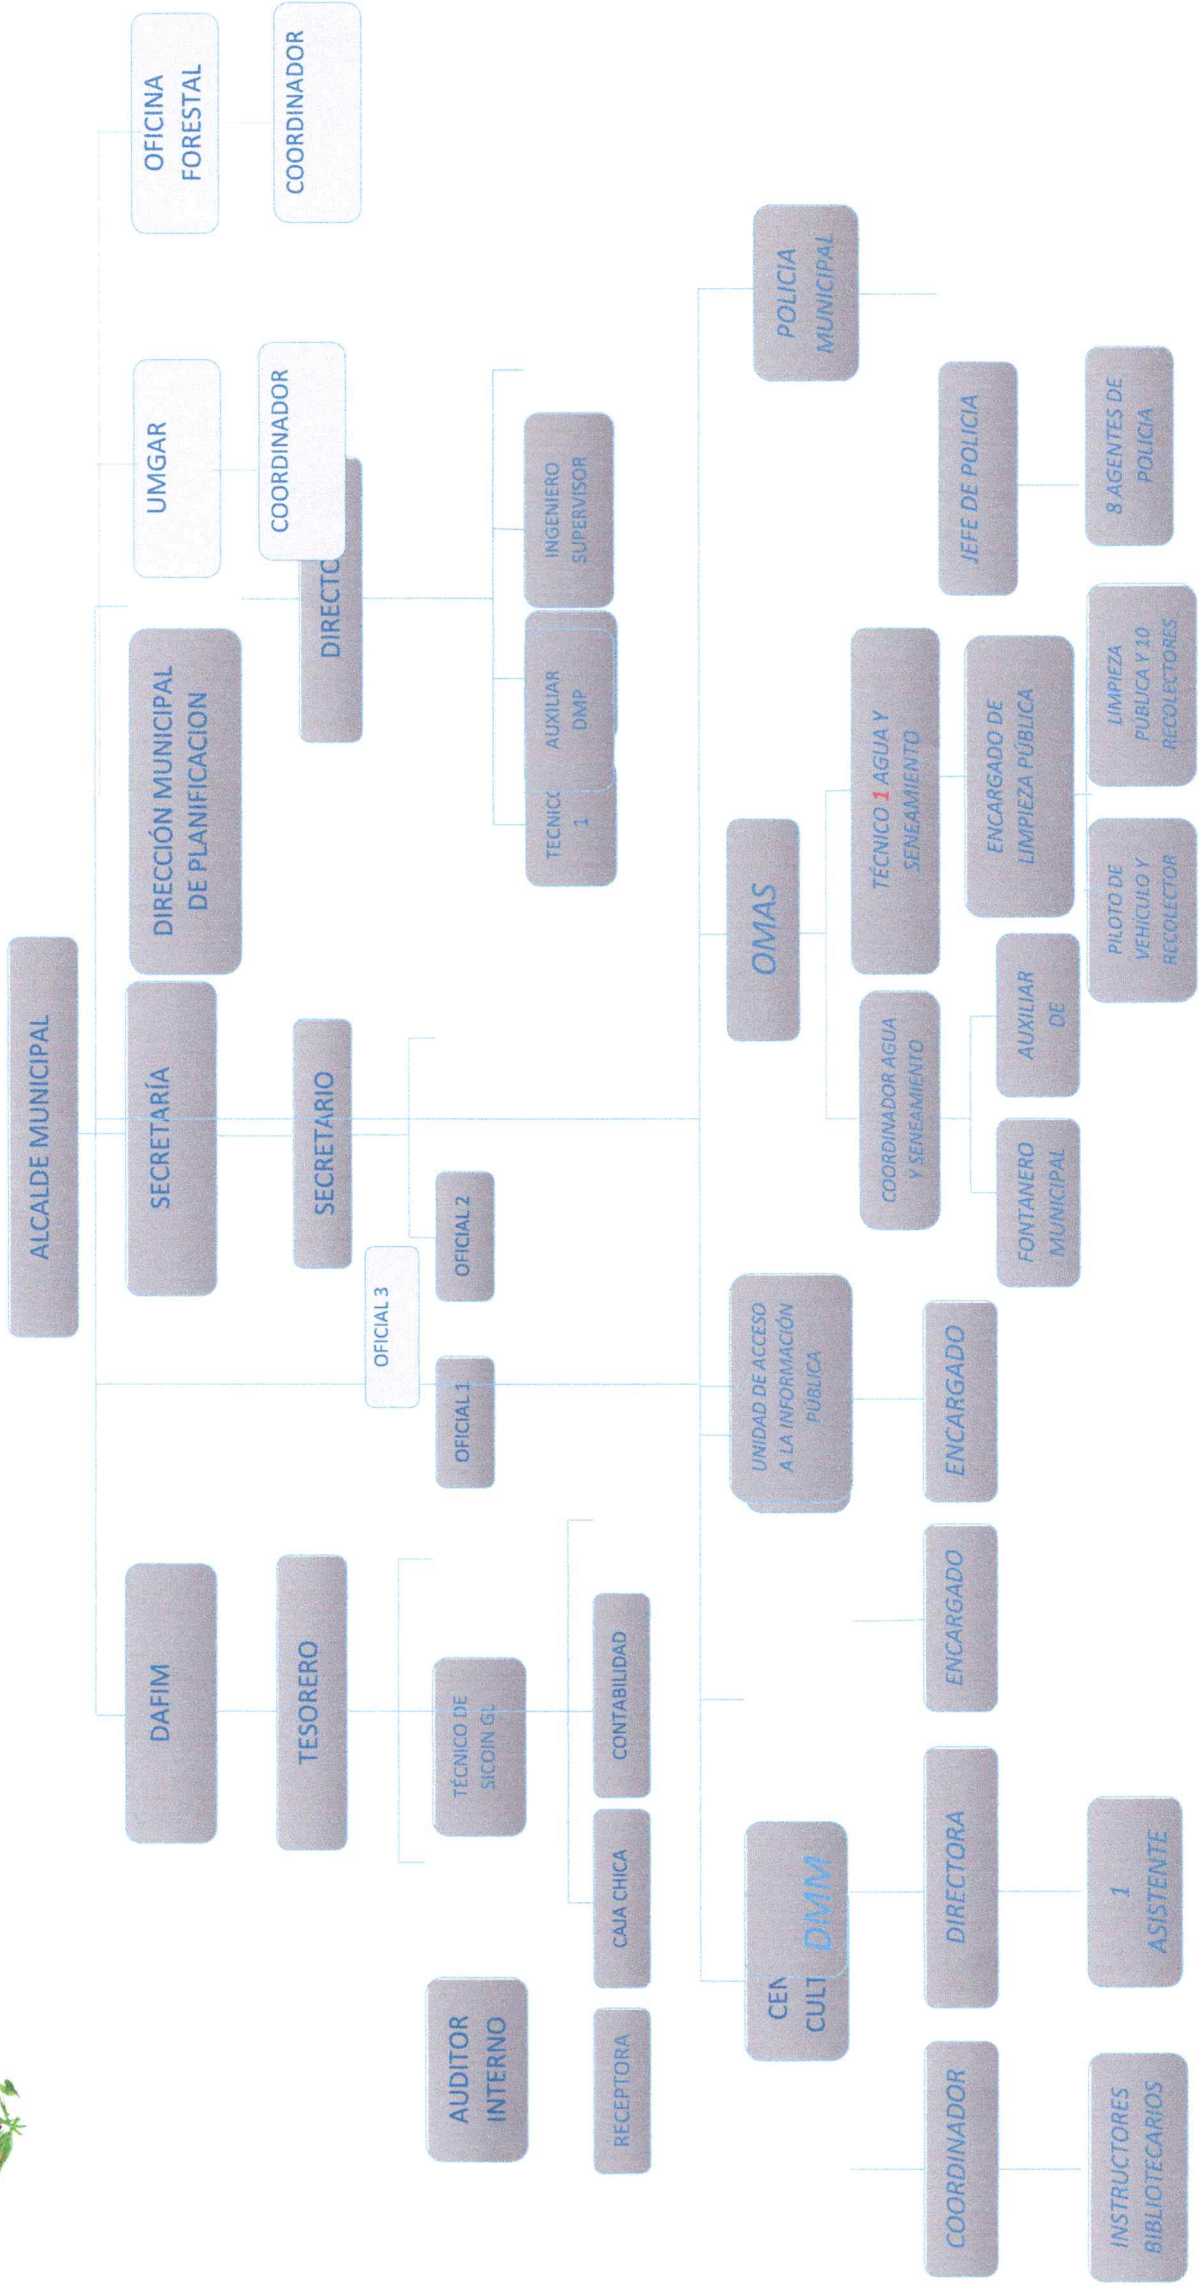 ALCALDE MUNICIPAL
DAFIM
SECRETARÍA
DIRECCIÓN MUNICIPAL
DE PLANIFICACION
UMGAR
OFICINA
FORESTAL
TESORERO
SECRETARIO
COORDINADOR
COORDINADOR
OFICIAL 3
AUDITOR
INTERNO
TÉCNICO DE
SICOIN GL
OFICIAL 1
OFICIAL 2
AUXILIAR
DMP
1
INGENIERO
SUPERVISOR
RECEPTORA
CAJA CHICA
CONTABILIDAD
DMM
UNIDAD DE ACCESO
A LA INFORMACIÓN
PÚBLICA
OMAS
POLICIA
MUNICIPAL
COORDINADOR AGUA
Y SENEAMIENTO
TÉCNICO 1 AGUA Y
SENEAMIENTO
COORDINADOR
DIRECTORA
ENCARGADO
ENCARGADO
JEFE DE POLICIA
FONTANERO
MUNICIPAL
AUXILIAR
DE
ENCARGADO DE
LIMPIEZA PÚBLICA
INSTRUCTORES
BIBLIOTECARIOS
1
ASISTENTE
PILOTO DE
VEHÍCULO Y
RECOLECTOR
LIMPIEZA
PÚBLICA Y 10
RECOLECTORES
8 AGENTES DE
POLICIA